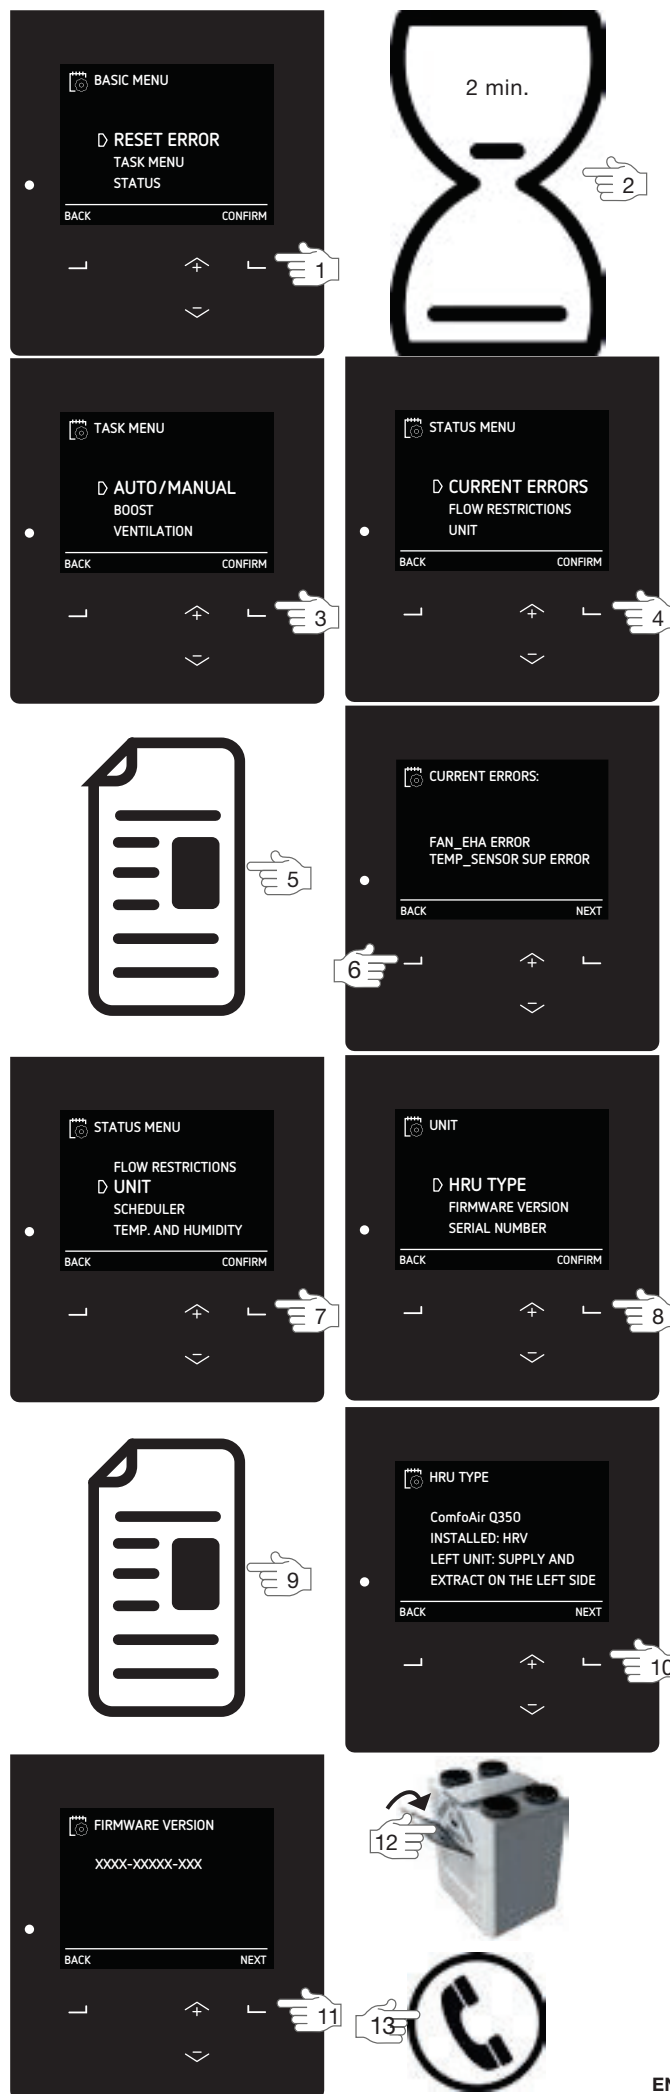 BASIC MENU
RESET ERROR
TASK MENU
STATUS
BACK CONFIRM
1
2 min.
2
TASK MENU
AUTO/MANUAL
BOOST
VENTILATION
BACK CONFIRM
3
STATUS MENU
CURRENT ERRORS
FLOW RESTRICTIONS
UNIT
BACK CONFIRM
4
5
CURRENT ERRORS:
FAN_EHA ERROR
TEMP_SENSOR SUP ERROR
BACK NEXT
6
STATUS MENU
FLOW RESTRICTIONS
UNIT
SCHEDULER
TEMP. AND HUMIDITY
BACK CONFIRM
7
UNIT
HRU TYPE
FIRMWARE VERSION
SERIAL NUMBER
BACK CONFIRM
8
9
HRU TYPE
ComfoAir Q350
INSTALLED: HRV
LEFT UNIT: SUPPLY AND
EXTRACT ON THE LEFT SIDE
BACK NEXT
10
FIRMWARE VERSION
XXXX-XXXXX-XXX
BACK NEXT
11
12
13
EN